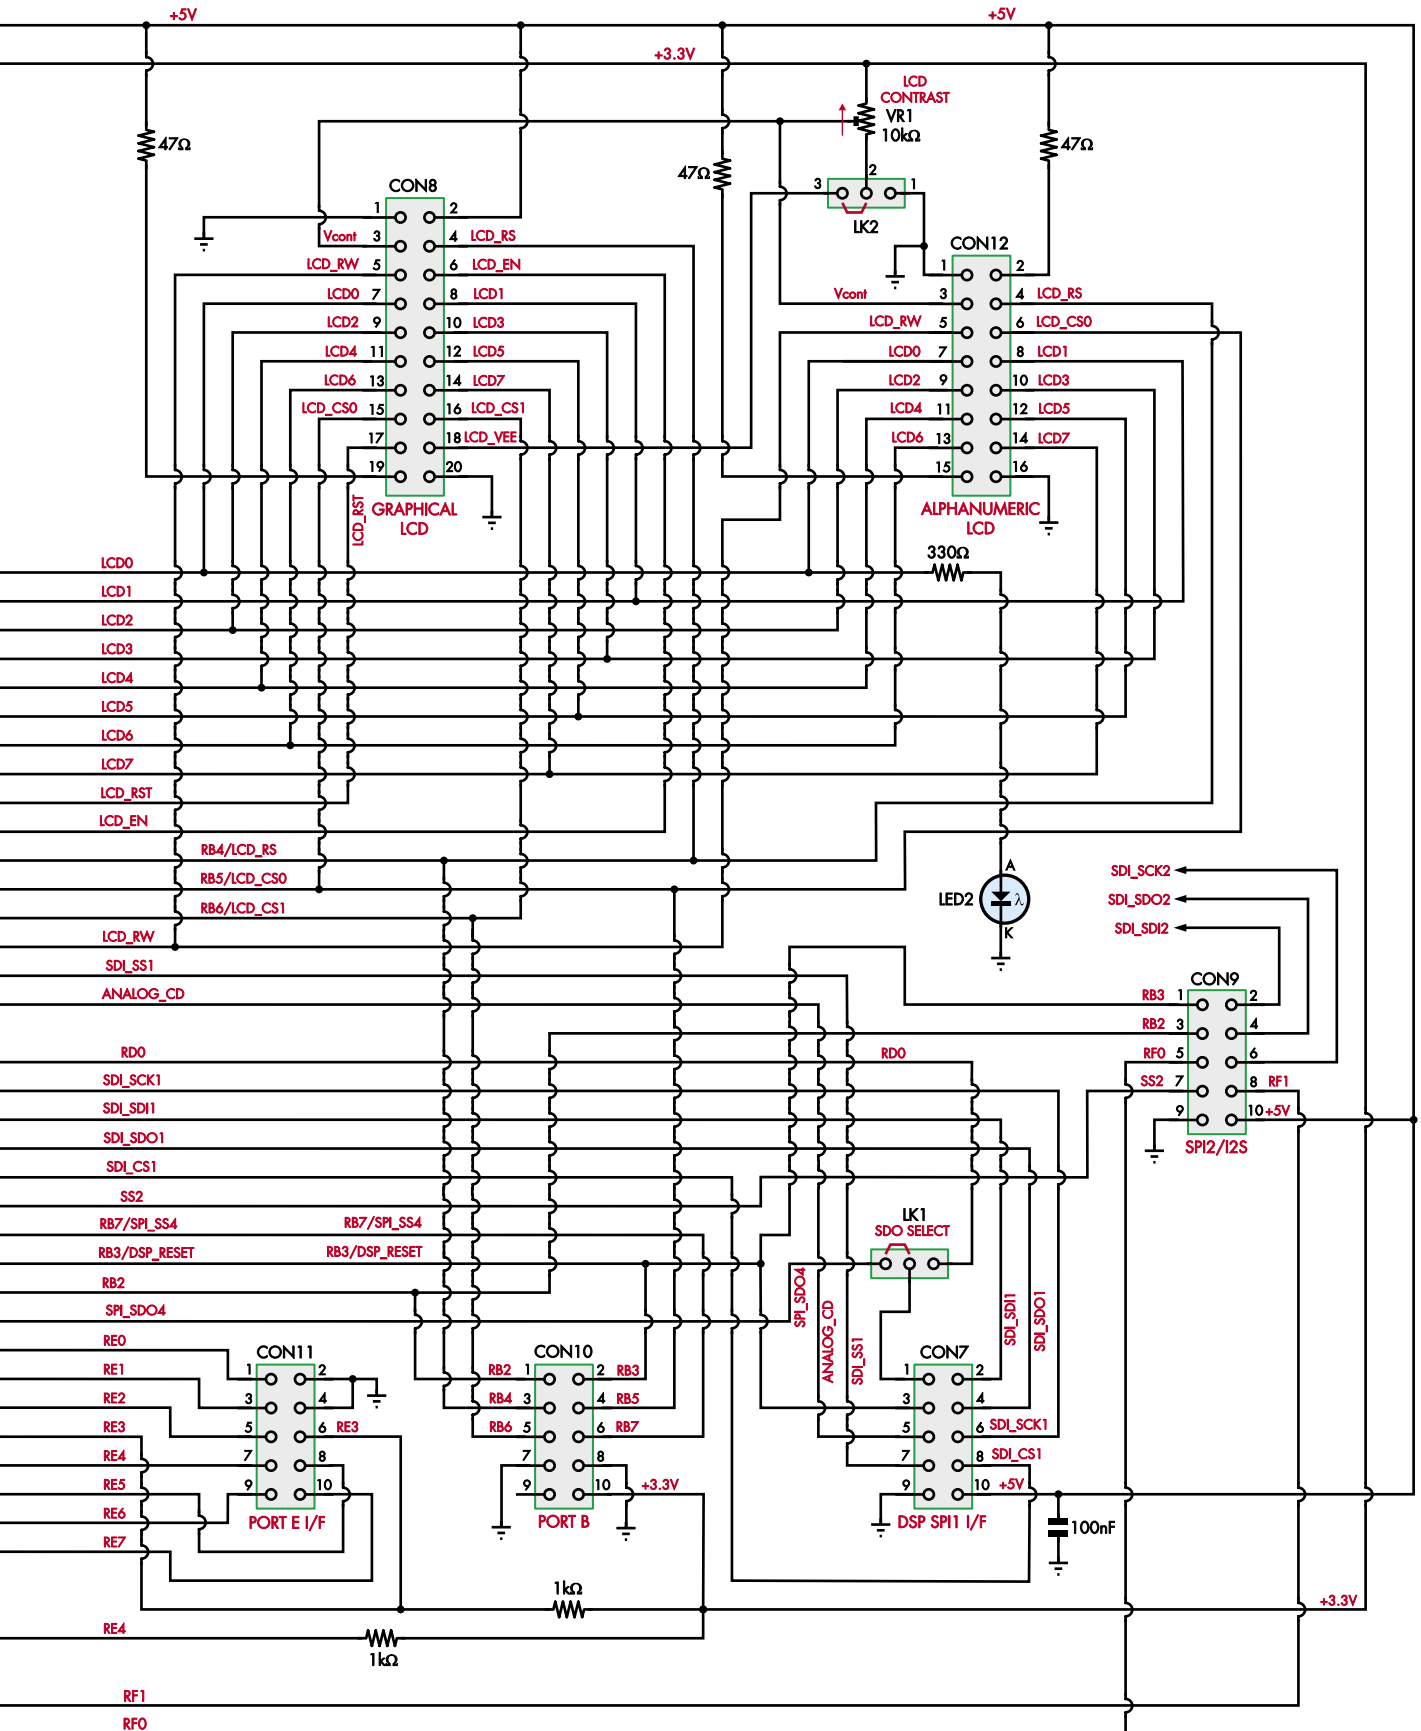 +5V
+5V
+3.3V
LCD
CONTRAST
VR1
10kΩ
47Ω
47Ω
47Ω
3
2
1
LK2
CON8
1
2
Vcont
3
4
LCD_RS
LCD_RW
5
6
LCD_EN
LCD0
7
8
LCD1
LCD2
9
10
LCD3
LCD4
11
12
LCD5
LCD6
13
14
LCD7
LCD_CS0
15
16
LCD_CS1
17
18
LCD_VEE
19
20
LCD_RST
GRAPHICAL
LCD
CON12
1
2
Vcont
3
4
LCD_RS
LCD_RW
5
6
LCD_CS0
LCD0
7
8
LCD1
LCD2
9
10
LCD3
LCD4
11
12
LCD5
LCD6
13
14
LCD7
15
16
ALPHANUMERIC
LCD
330Ω
LCD0
LCD1
LCD2
LCD3
LCD4
LCD5
LCD6
LCD7
LCD_RST
LCD_EN
RB4/LCD_RS
RB5/LCD_CS0
RB6/LCD_CS1
LCD_RW
SDI_SS1
ANALOG_CD
RD0
RD0
SDI_SCK1
SDI_SDI1
SDI_SDO1
SDI_CS1
SS2
RB7/SPI_SS4
RB7/SPI_SS4
RB3/DSP_RESET
RB3/DSP_RESET
RB2
SPI_SDO4
A
LED2
λ
K
SDI_SCK2
SDI_SDO2
SDI_SDI2
CON9
RB3
1
2
RB2
3
4
RF0
5
6
SS2
7
8
RF1
9
10
+5V
SPI2/I2S
LK1
SDO SELECT
SPI_SDO4
ANALOG_CD
SDI_SS1
SDI_SDI1
SDI_SDO1
RE0
RE1
RE2
RE3
RE4
RE5
RE6
RE7
CON11
1
2
3
4
5
6
RE3
7
8
9
10
PORT E I/F
CON10
RB2
1
2
RB3
RB4
3
4
RB5
RB6
5
6
RB7
7
8
9
10
+3.3V
PORT B
CON7
1
2
3
4
5
6
SDI_SCK1
7
8
SDI_CS1
9
10
+5V
DSP SPI1 I/F
100nF
1kΩ
+3.3V
RE4
1kΩ
RF1
RF0